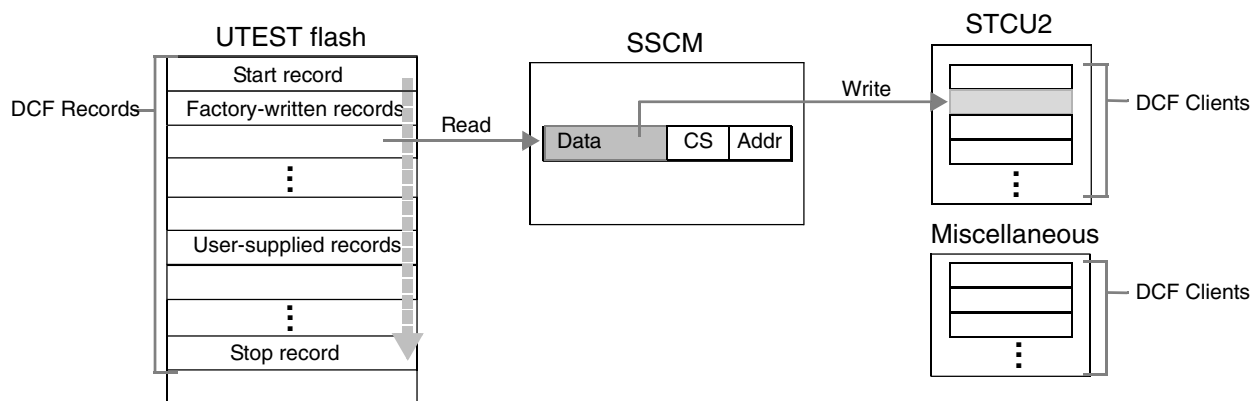 UTEST flash
SSCM
STCU2
Start record
DCF Records
Factory-written records
Read
Data
CS
Addr
Write
DCF Clients
User-supplied records
Stop record
Miscellaneous
DCF Clients